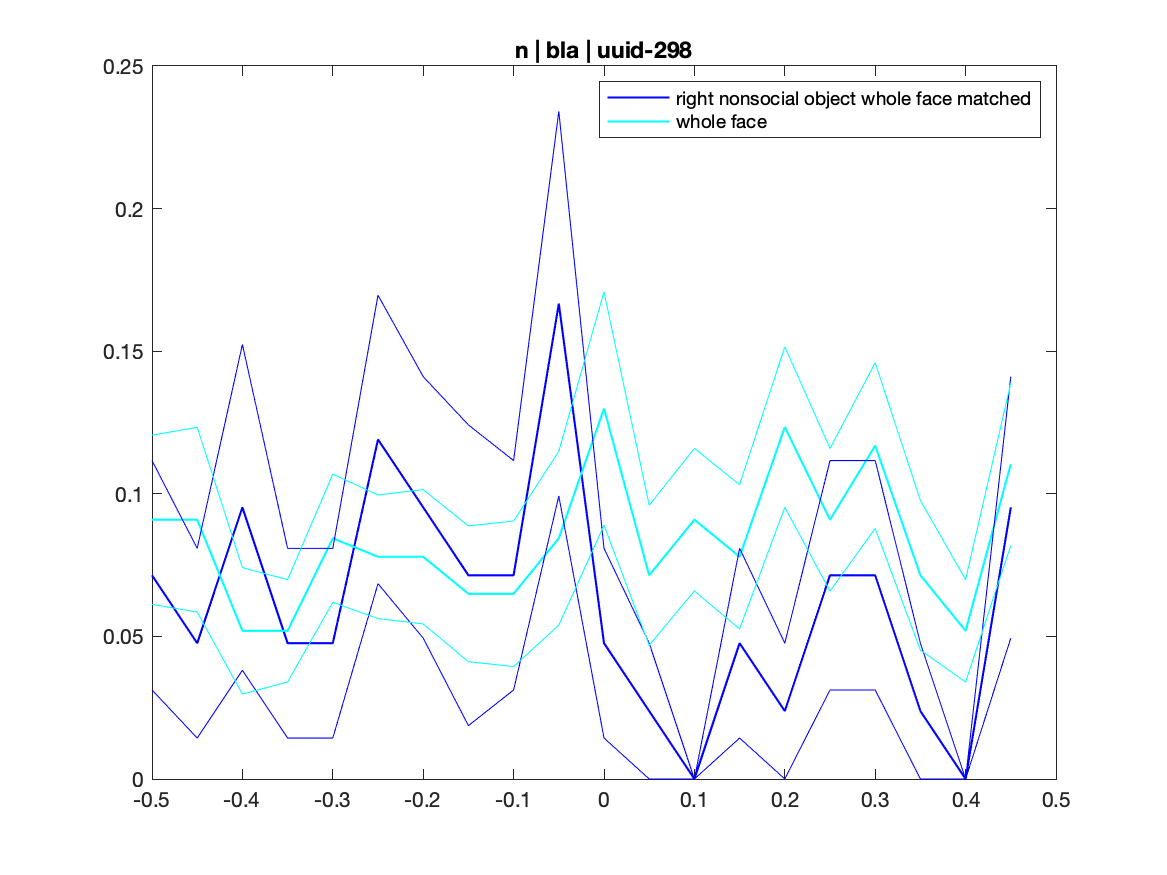 n | bla | uuid-298
0.25
0.2
0.15
0.1
0.05
0
right nonsocial object whole face matched
whole face
-0.5 -0.4 -0.3 -0.2 -0.1 0 0.1 0.2 0.3 0.4 0.5